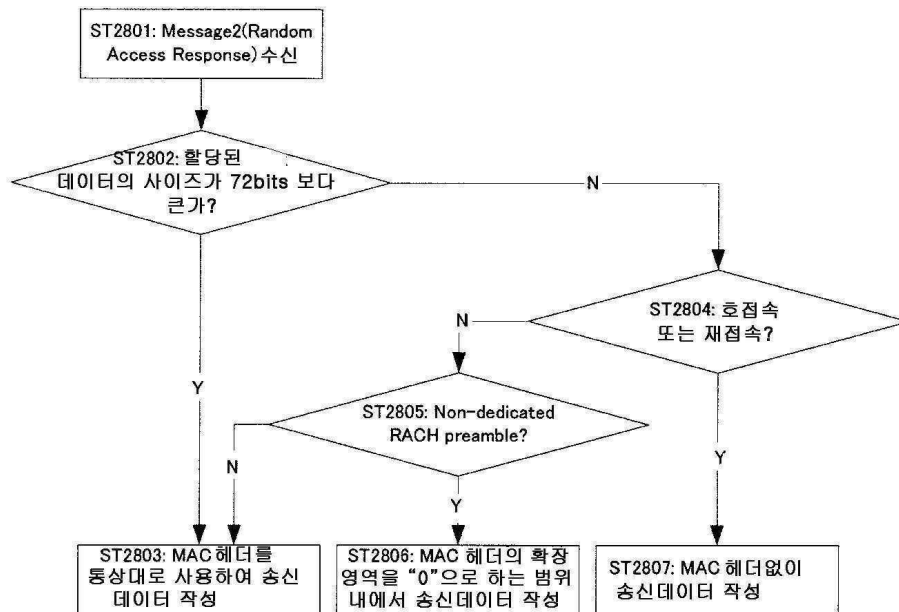 ST2801: Message2(Random
Access Response) 수신
ST2802: 할당된
데이터의 사이즈가 72bits 보다
큰가?
N
ST2804: 호접속
또는 재접속?
N
Y
ST2805: Non-dedicated
RACH preamble?
N
Y
Y
ST2803: MAC 헤더를
통상대로 사용하여 송신
데이터 작성
ST2806: MAC 헤더의 확장
영역을 “0”으로 하는 범위
내에서 송신데이터 작성
ST2807: MAC 헤더없이
송신데이터 작성